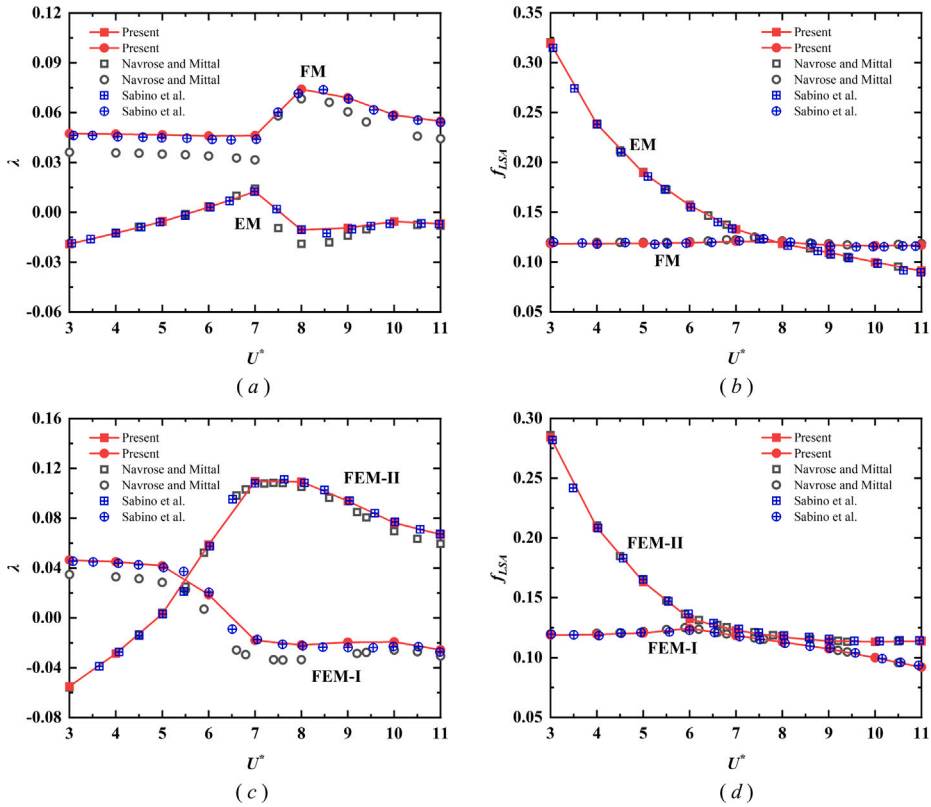 0.12
0.09
0.06
0.03
0.00
-0.03
-0.06
λ
Present
Present
Navrose and Mittal
Navrose and Mittal
Sabino et al.
Sabino et al.
FM
EM
3 4 5 6 7 8 9 10 11
U*
(a)
0.35
0.30
0.25
0.20
0.15
0.10
0.05
fLSA
Present
Present
Navrose and Mittal
Navrose and Mittal
Sabino et al.
Sabino et al.
EM
FM
3 4 5 6 7 8 9 10 11
U*
(b)
0.16
0.12
0.08
0.04
0.00
-0.04
-0.08
λ
Present
Present
Navrose and Mittal
Navrose and Mittal
Sabino et al.
Sabino et al.
FEM-II
FEM-I
3 4 5 6 7 8 9 10 11
U*
(c)
0.30
0.25
0.20
0.15
0.10
0.05
fLSA
Present
Present
Navrose and Mittal
Navrose and Mittal
Sabino et al.
Sabino et al.
FEM-II
FEM-I
3 4 5 6 7 8 9 10 11
U*
(d)